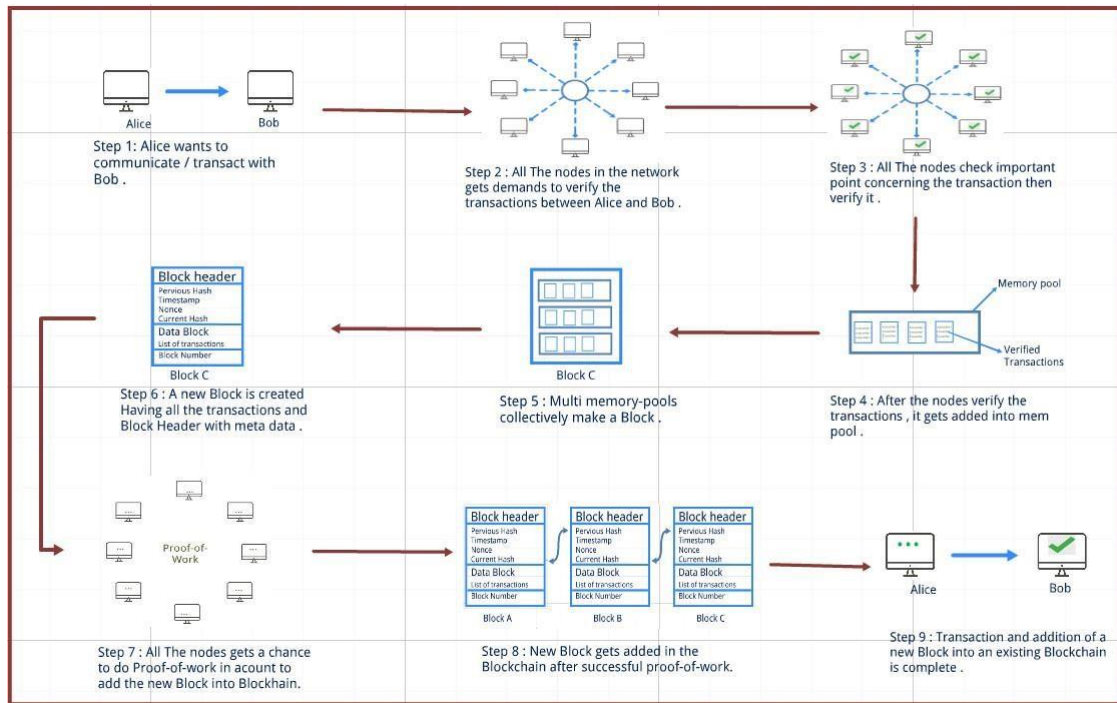 Alice
Bob
Step 1: Alice wants to
communicate / transact with
Bob .
Step 2 : All The nodes in the network
gets demands to verify the
transactions between Alice and Bob .
Step 3 : All The nodes check important
point concerning the transaction then
verify it .
Memory pool
Verified
Transactions
Step 4 : After the nodes verify the
transactions , it gets added into mem
pool .
Block C
Step 5 : Multi memory-pools
collectively make a Block .
Block header
Pervious Hash
Timestamp
Nonce
Current Hash
Data Block
List of transactions
Block Number
Block C
Step 6 : A new Block is created
Having all the transactions and
Block Header with meta data .
Proof-of-
Work
Step 7 : All The nodes gets a chance
to do Proof-of-work in acount to
add the new Block into Blockhain.
Block header
Pervious Hash
Timestamp
Nonce
Current Hash
Data Block
List of transactions
Block Number
Block A
Block header
Pervious Hash
Timestamp
Nonce
Current Hash
Data Block
List of transactions
Block Number
Block B
Block header
Pervious Hash
Timestamp
Nonce
Current Hash
Data Block
List of transactions
Block Number
Block C
Step 8 : New Block gets added in the
Blockchain after successful proof-of-work.
Alice
Bob
Step 9 : Transaction and addition of a
new Block into an existing Blockchain
is complete .